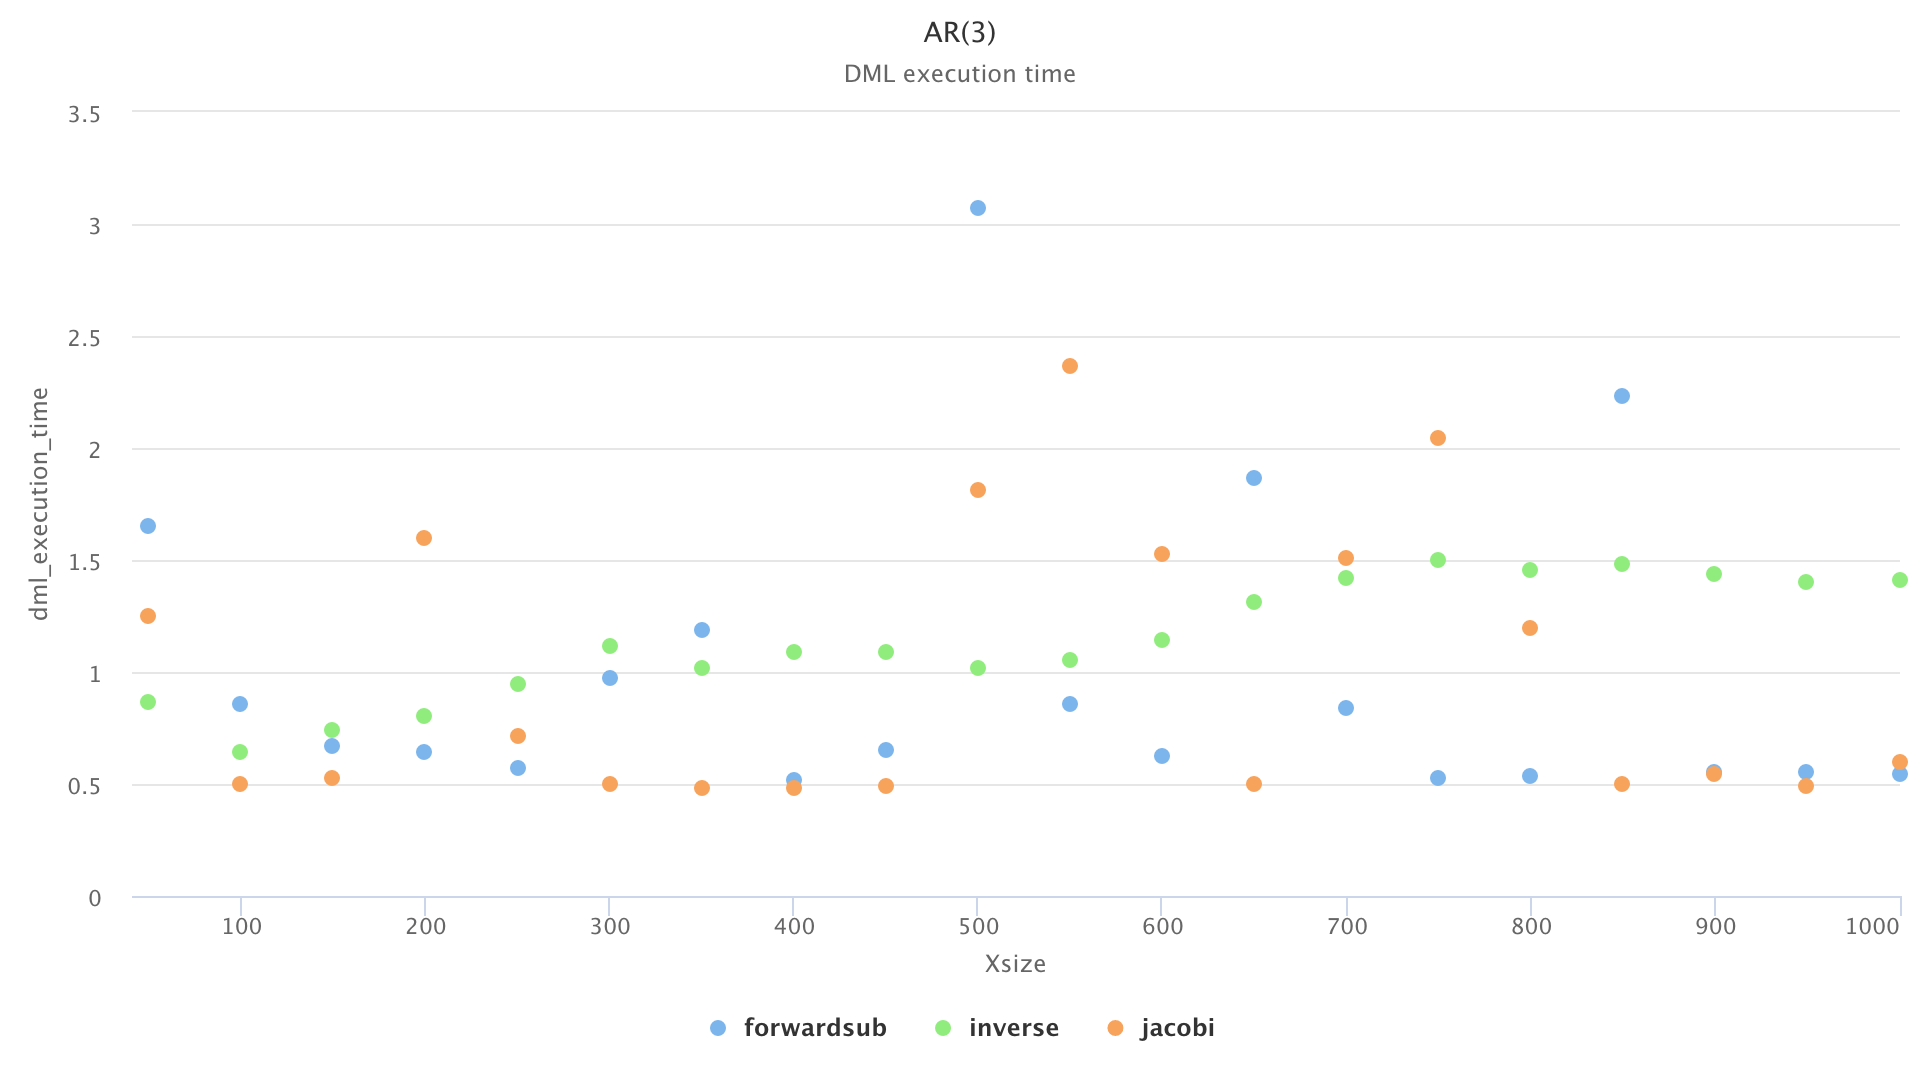 AR(3)
DML execution time
dml_execution_time
3.5
3
2.5
2
1.5
1
0.5
0
100 200 300 400 500 600 700 800 900 1000
Xsize
forwardsub inverse jacobi